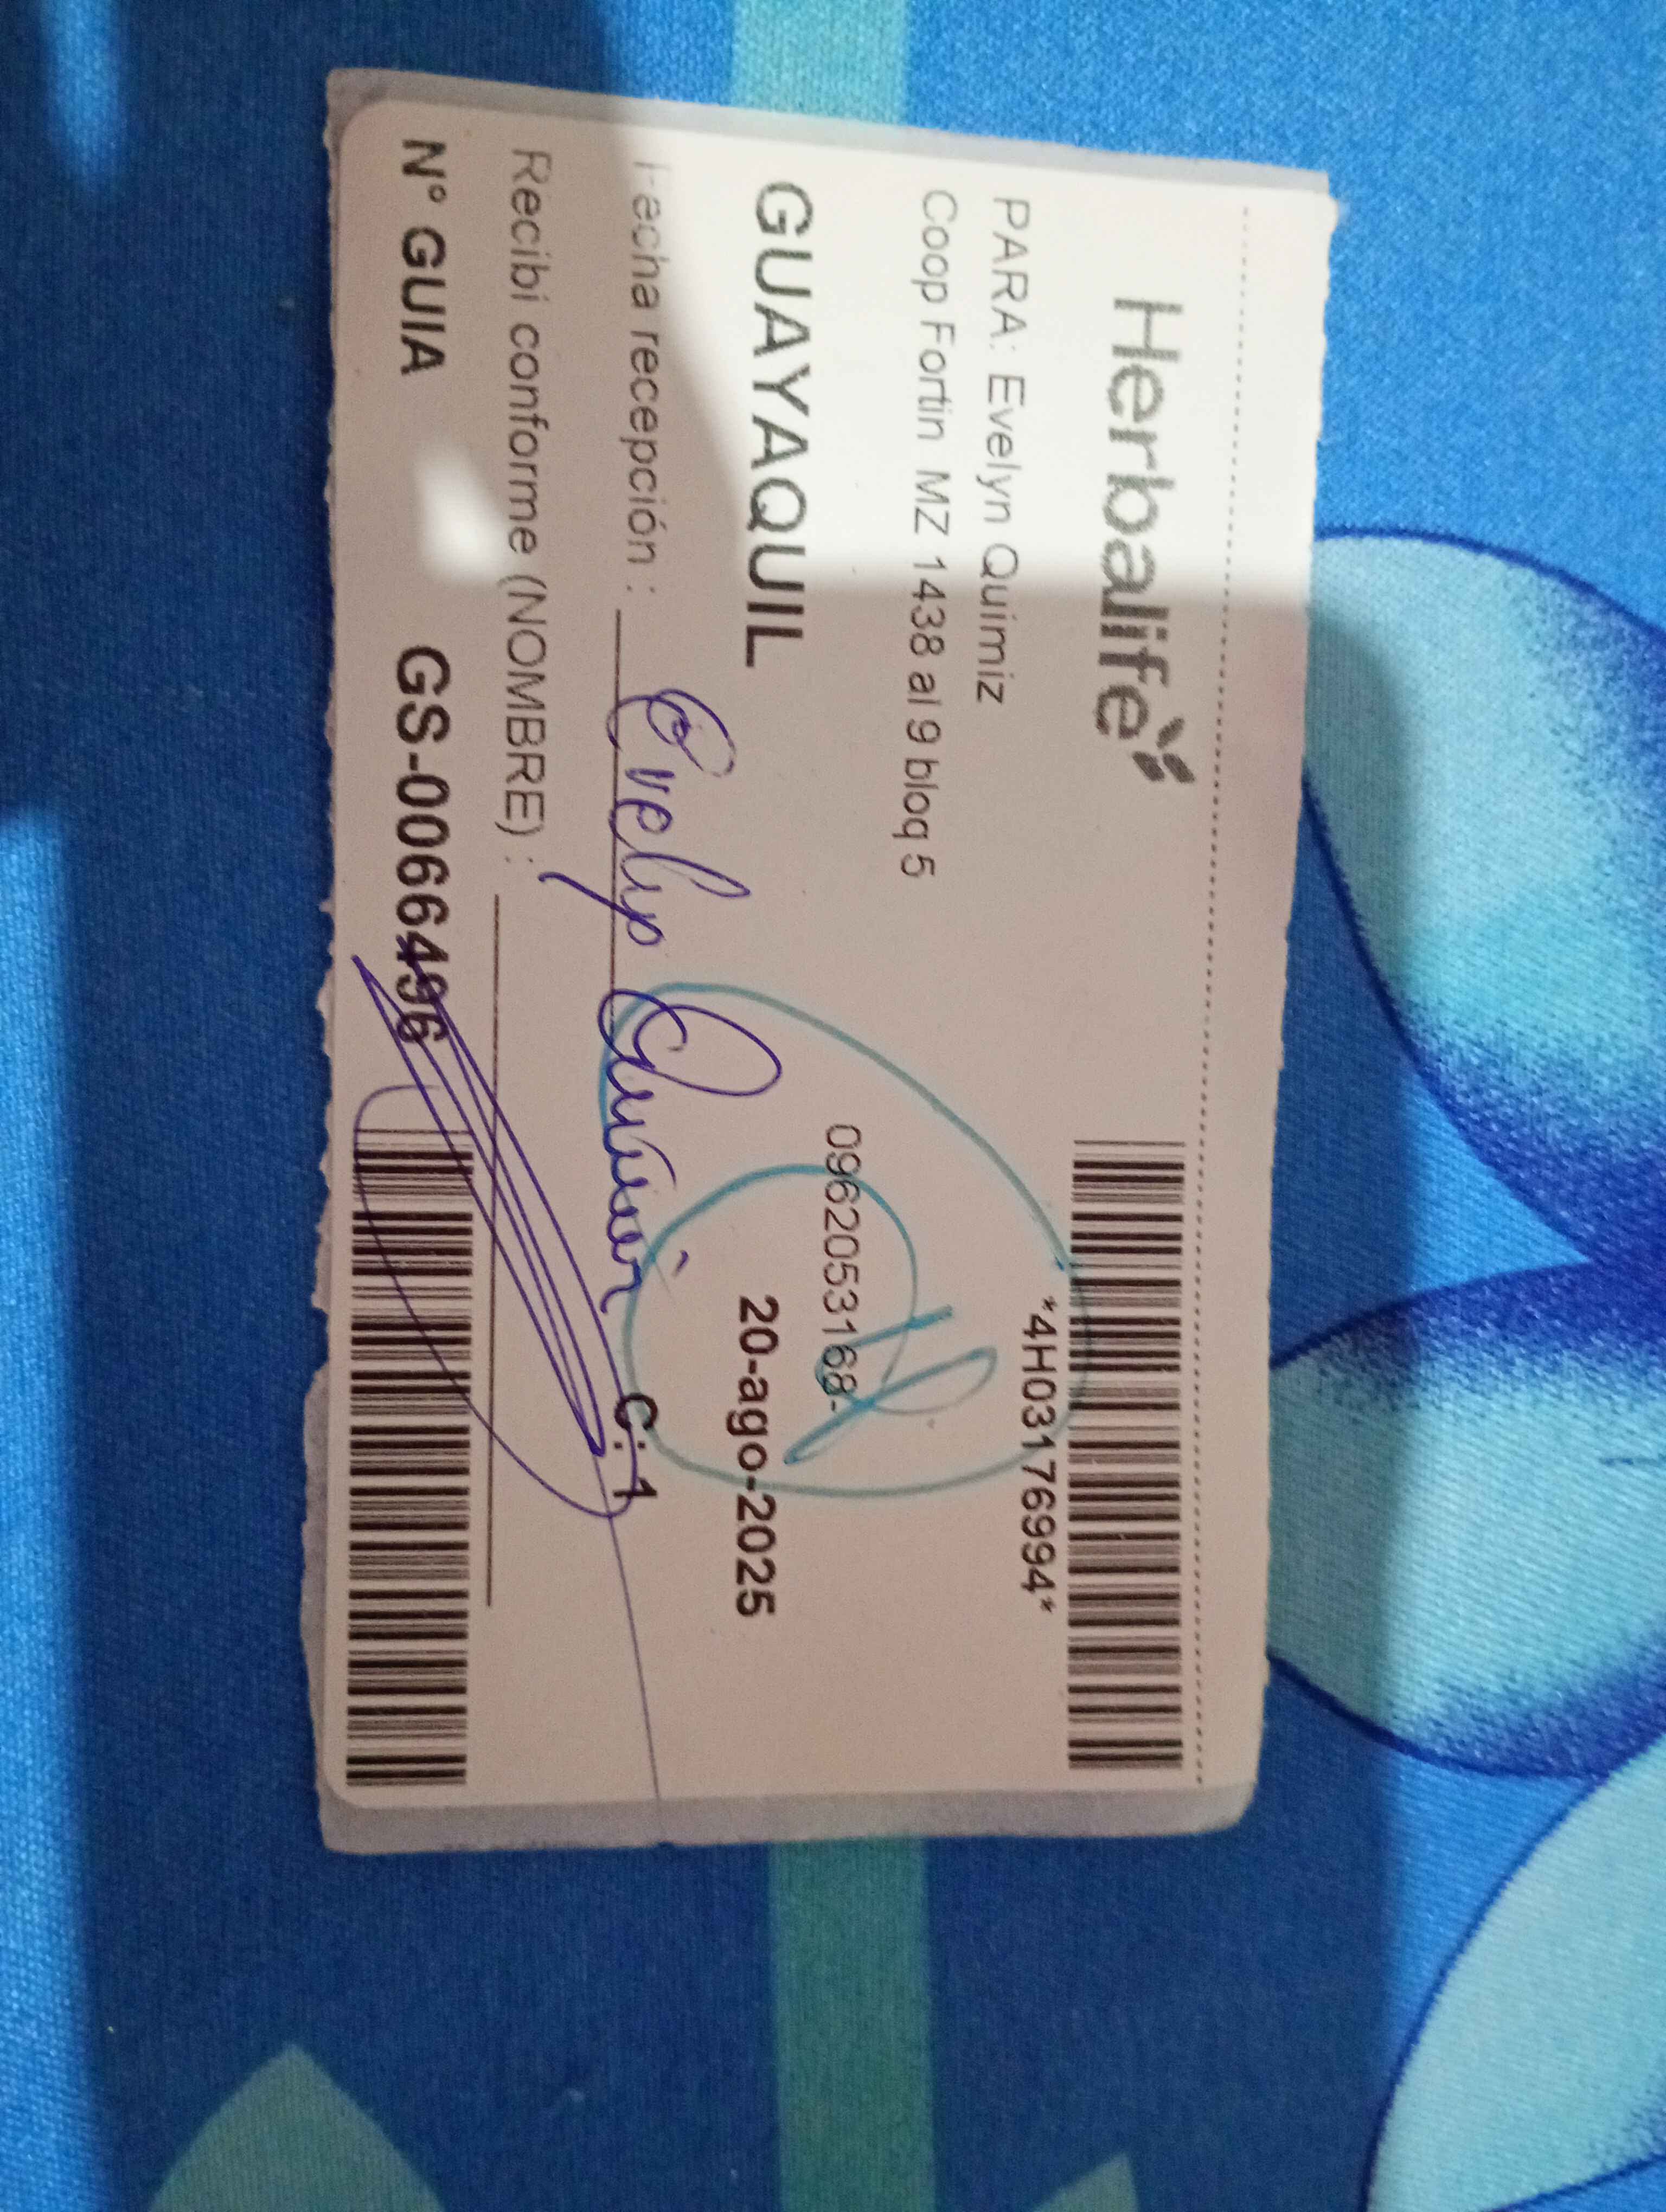 Herbalife
*4H03176994*
PARA: Evelyn Quimiz
Coop Fortin MZ 1438 al 9 bloq 5
0962053168-
GUAYAQUIL 20-ago-2025
Fecha recepción : Evelyn Quimiz C:1
Recibi conforme (NOMBRE) :
N° GUIA GS-0066496